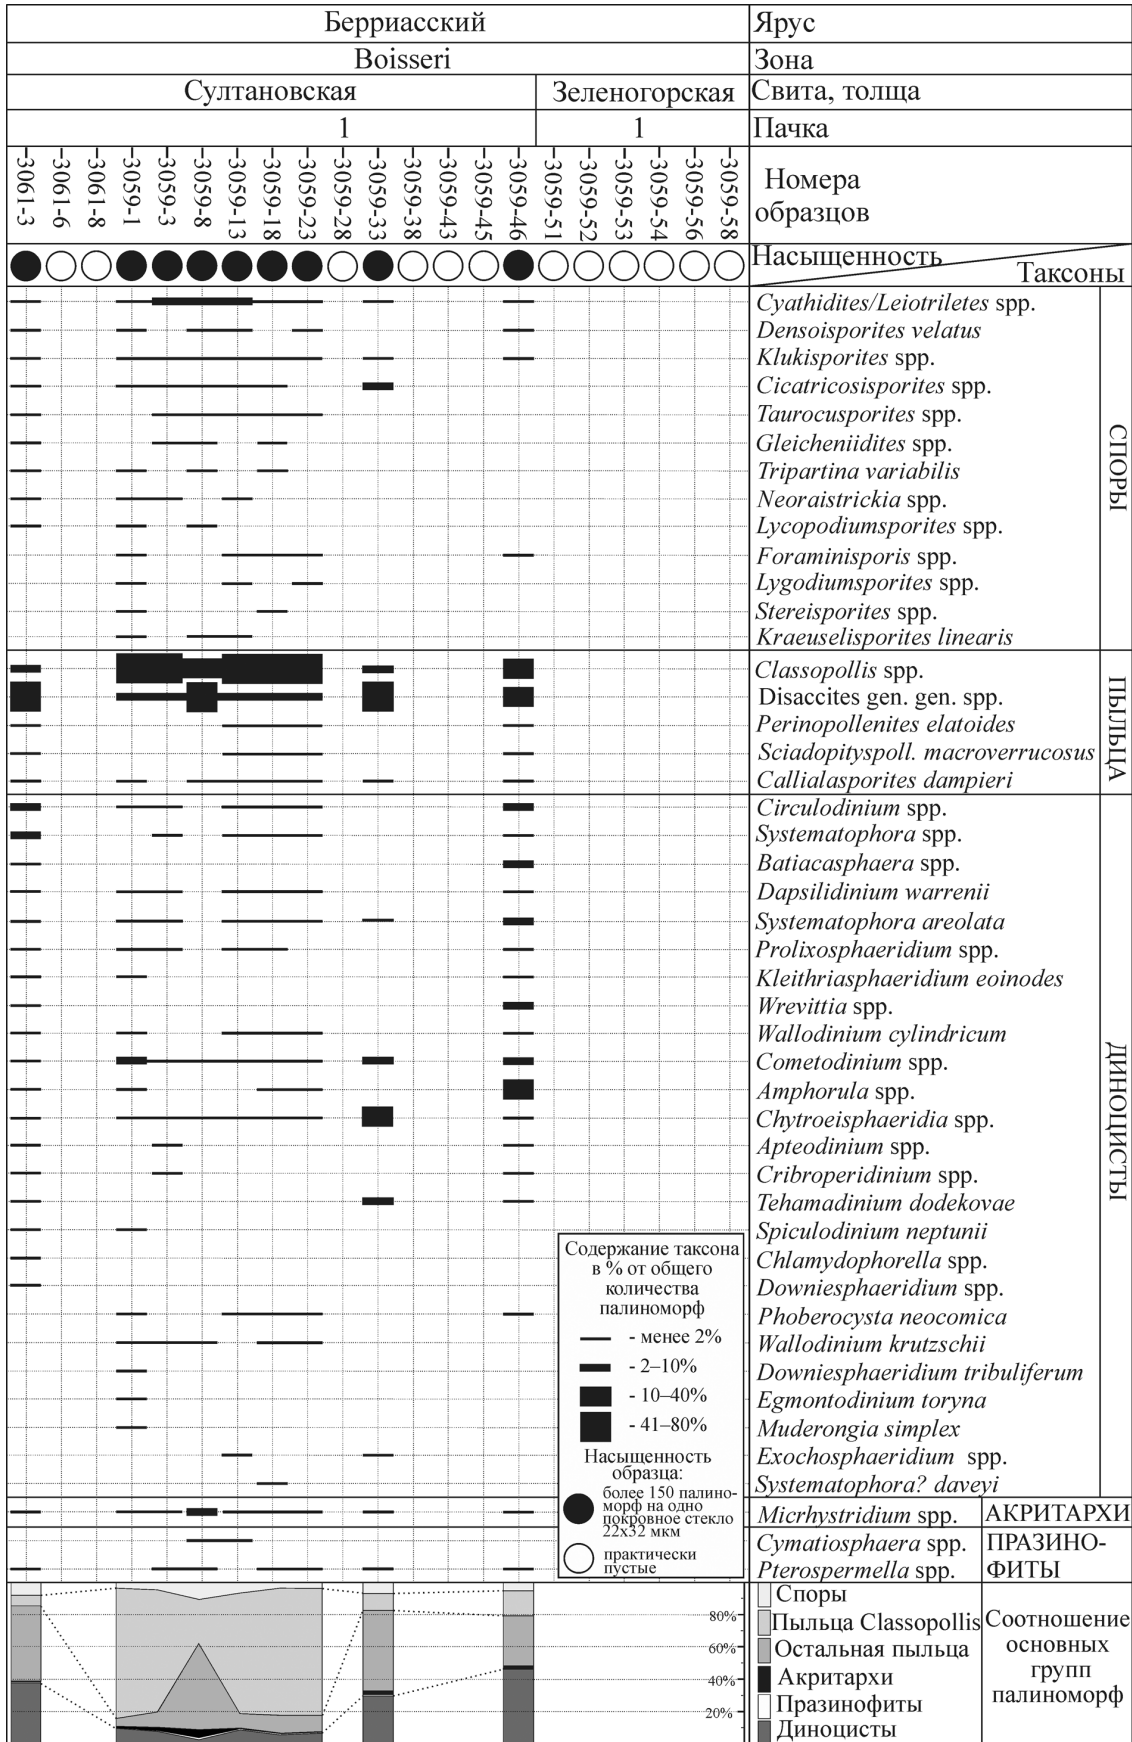 Берриасский
Ярус
Boisseri
Зона
Султановская
Зеленогорская
Свита, толща
1
1
Пачка
3061-3
3061-6
3061-8
3059-1
3059-3
3059-8
3059-13
3059-18
3059-23
3059-28
3059-33
3059-38
3059-43
3059-45
3059-46
3059-51
3059-52
3059-53
3059-54
3059-56
3059-58
Номера
образцов
Насыщенность
Таксоны
Cyathidites/Leiotriletes spp.
Densoisporites velatus
Klukisporites spp.
Cicatricosisporites spp.
Taurocusporites spp.
Gleicheniidites spp.
Tripartina variabilis
Neoraistrickia spp.
Lycopodiumsporites spp.
Foraminisporis spp.
Lygodiumsporites spp.
Stereisporites spp.
Kraeuselisporites linearis
СПОРЫ
Classopollis spp.
Disaccites gen. gen. spp.
Perinopollenites elatoides
Sciadopityspoll. macroverrucosus
Callialasporites dampieri
ПЫЛЬЦА
Circulodinium spp.
Systematophora spp.
Batiacasphaera spp.
Dapsilidinium warrenii
Systematophora areolata
Prolixosphaeridium spp.
Kleithriasphaeridium eoinodes
Wrevittia spp.
Wallodinium cylindricum
Cometodinium spp.
Amphorula spp.
Chytroeisphaeridia spp.
Apteodinium spp.
Cribroperidinium spp.
Tehamadinium dodekovae
Spiculodinium neptunii
Chlamydophorella spp.
Downiesphaeridium spp.
Phoberocysta neocomica
Wallodinium krutzschii
Downiesphaeridium tribuliferum
Egmontodinium toryna
Muderongia simplex
Exochosphaeridium spp.
Systematophora? daveyi
ДИНОЦИСТЫ
Содержание таксона
в % от общего
количества
палиноморф
- менее 2%
- 2–10%
- 10–40%
- 41–80%
Насыщенность
образца:
более 150 палино-
морф на одно
покровное стекло
22x32 мкм
практически
пустые
Micrhystridium spp.
АКРИТАРХИ
Cymatiosphaera spp.
Pterospermella spp.
ПРАЗИНО-
ФИТЫ
80%
60%
40%
20%
Споры
Пыльца Classopollis
Остальная пыльца
Акритархи
Празинофиты
Диноцисты
Соотношение
основных
групп
палиноморф